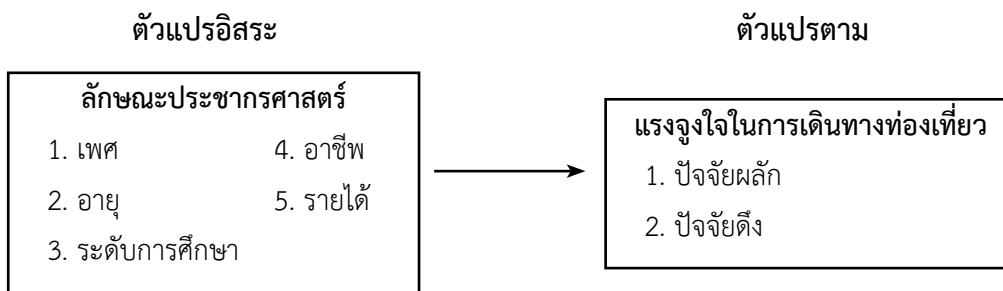 ตัวแปรอิสระ
ตัวแปรตาม
ลักษณะประชากรศาสตร์
1. เพศ
4. อาชีพ
2. อายุ
5. รายได้
3. ระดับการศึกษา
แรงจูงใจในการเดินทางท่องเที่ยว
1. ปัจจัยผลัก
2. ปัจจัยดึง